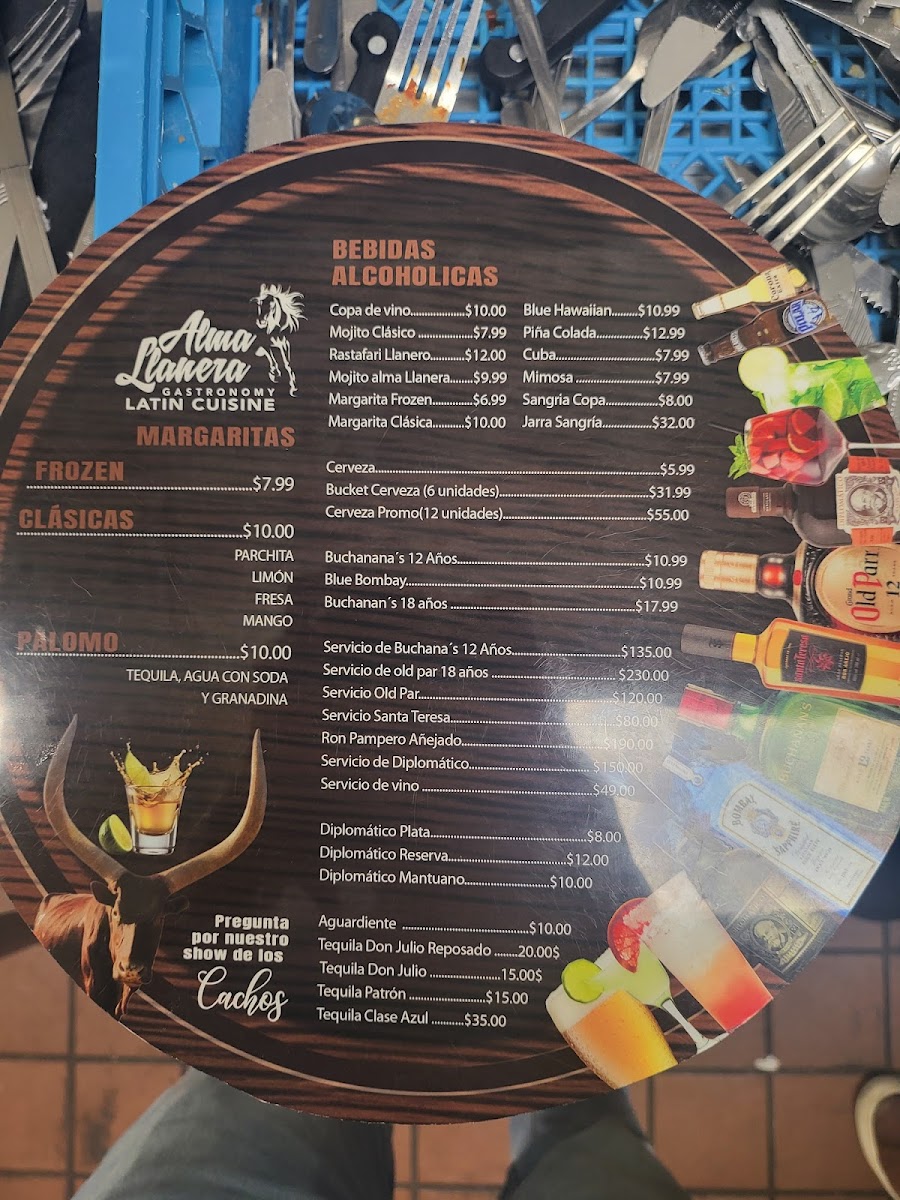 Alma
Llanera
GASTRONOMY
LATIN CUISINE
MARGARITAS
FROZEN
..........$7.99
CLÁSICAS
..........$10.00
PARCHITA
LIMÓN
FRESA
MANGO
PALOMO
..........$10.00
TEQUILA, AGUA CON SODA
Y GRANADINA
Pregunta
por nuestro
show de los
Cachos
BEBIDAS
ALCOHOLICAS
Copa de vino..........$10.00
Mojito Clásico..........$7.99
Rastafari Llanero..........$12.00
Mojito alma Llanera.......$9.99
Margarita Frozen..........$6.99
Margarita Clásica..........$10.00
Blue Hawaiian........$10.99
Piña Colada..........$12.99
Cuba..........$7.99
Mimosa ..........$7.99
Sangria Copa..........$8.00
Jarra Sangría..........$32.00
Cerveza..........$5.99
Bucket Cerveza (6 unidades)..........$31.99
Cerveza Promo(12 unidades)..........$55.00
Buchanana´s 12 Años..........$10.99
Blue Bombay..........$10.99
Buchanan´s 18 años ..........$17.99
Servicio de Buchana´s 12 Años..........$135.00
Servicio de old par 18 años ..........$230.00
Servicio Old Par..........$120.00
Servicio Santa Teresa..........$80.00
Ron Pampero Añejado..........$190.00
Servicio de Diplomático..........$150.00
Servicio de vino ..........$49.00
Diplomático Plata..........$8.00
Diplomático Reserva..........$12.00
Diplomático Mantuano..........$10.00
Aguardiente ..........$10.00
Tequila Don Julio Reposado .......20.00$
Tequila Don Julio ..........15.00$
Tequila Patrón ..........$15.00
Tequila Clase Azul ..........$35.00
Grand
Old Parr
12
Santa Teresa
BUCHANAN'S
12
BOMBAY
SAPPHIRE